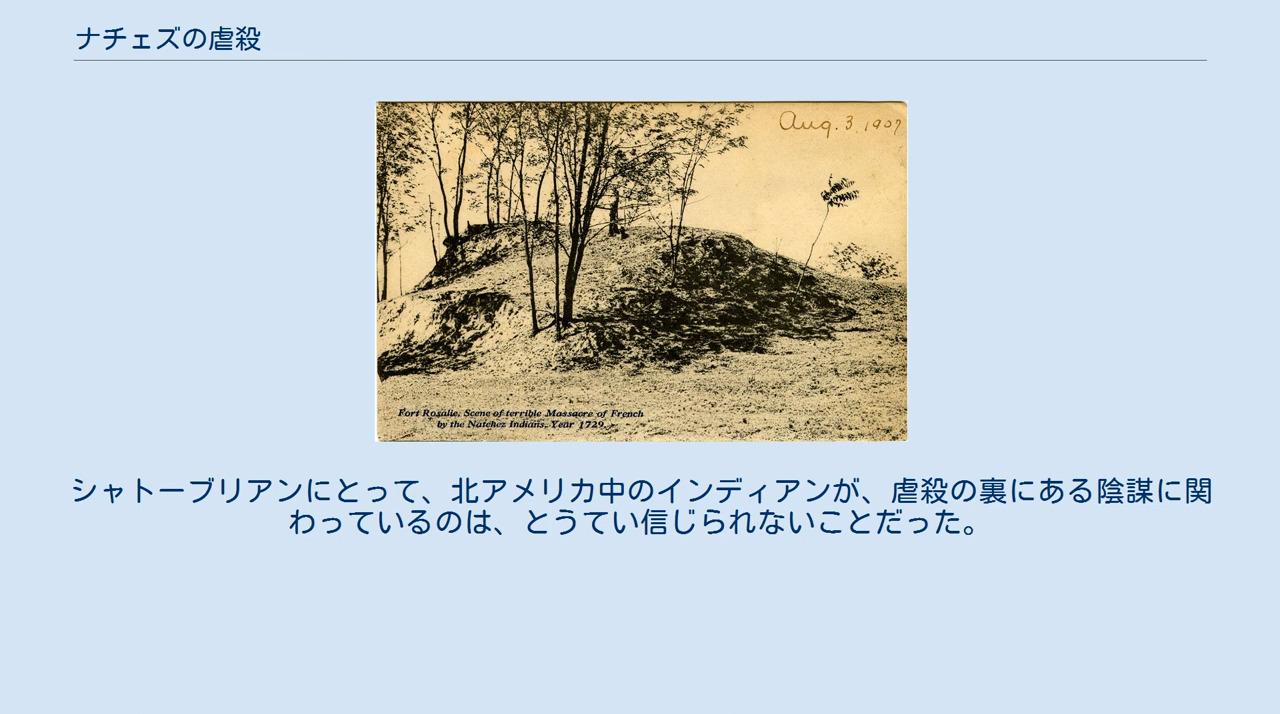 ナチェズの虐殺
Aug. 3, 1907
Fort Rosalie, Scene of terrible Massacre of French
by the Natchez Indians, Year 1729.
シャトーブリアンにとって、北アメリカ中のインディアンが、虐殺の裏にある陰謀に関
わっているのは、とうてい信じられないことだった。